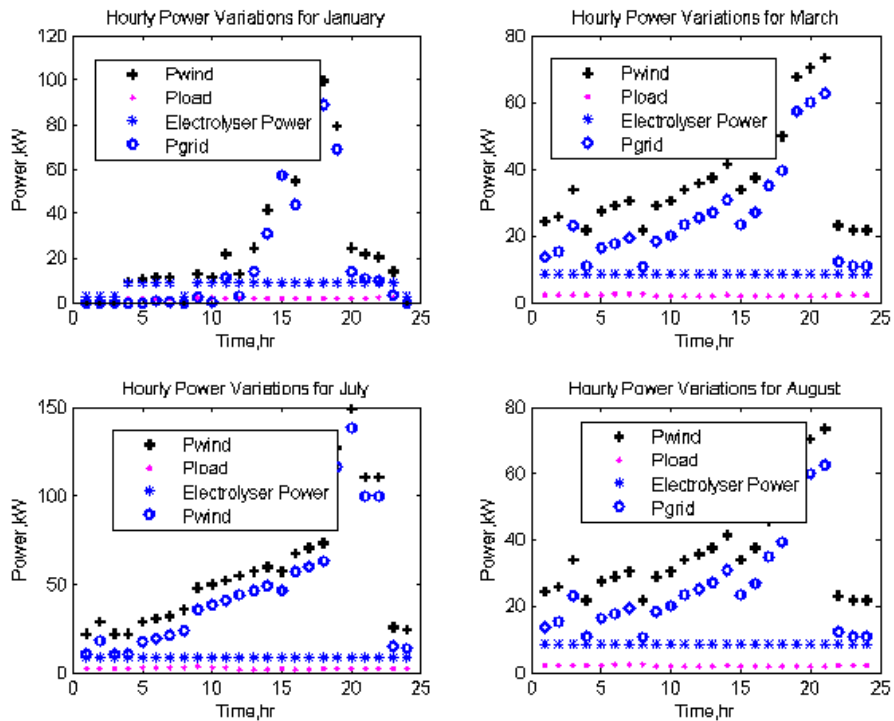 Hourly Power Variations for January
120
100
80
60
40
20
0
Power,kW
Pwind
Pload
Electrolyser Power
Pgrid
0 5 10 15 20 25
Time,hr
Hourly Power Variations for March
80
60
40
20
0
Power,kW
Pwind
Pload
Electrolyser Power
Pgrid
0 5 10 15 20 25
Time,hr
Hourly Power Variations for July
150
100
50
0
Power,kW
Pwind
Pload
Electrolyser Power
Pwind
0 5 10 15 20 25
Time,hr
Hourly Power Variations for August
80
60
40
20
0
Power,kW
Pwind
Pload
Electrolyser Power
Pgrid
0 5 10 15 20 25
Time,hr